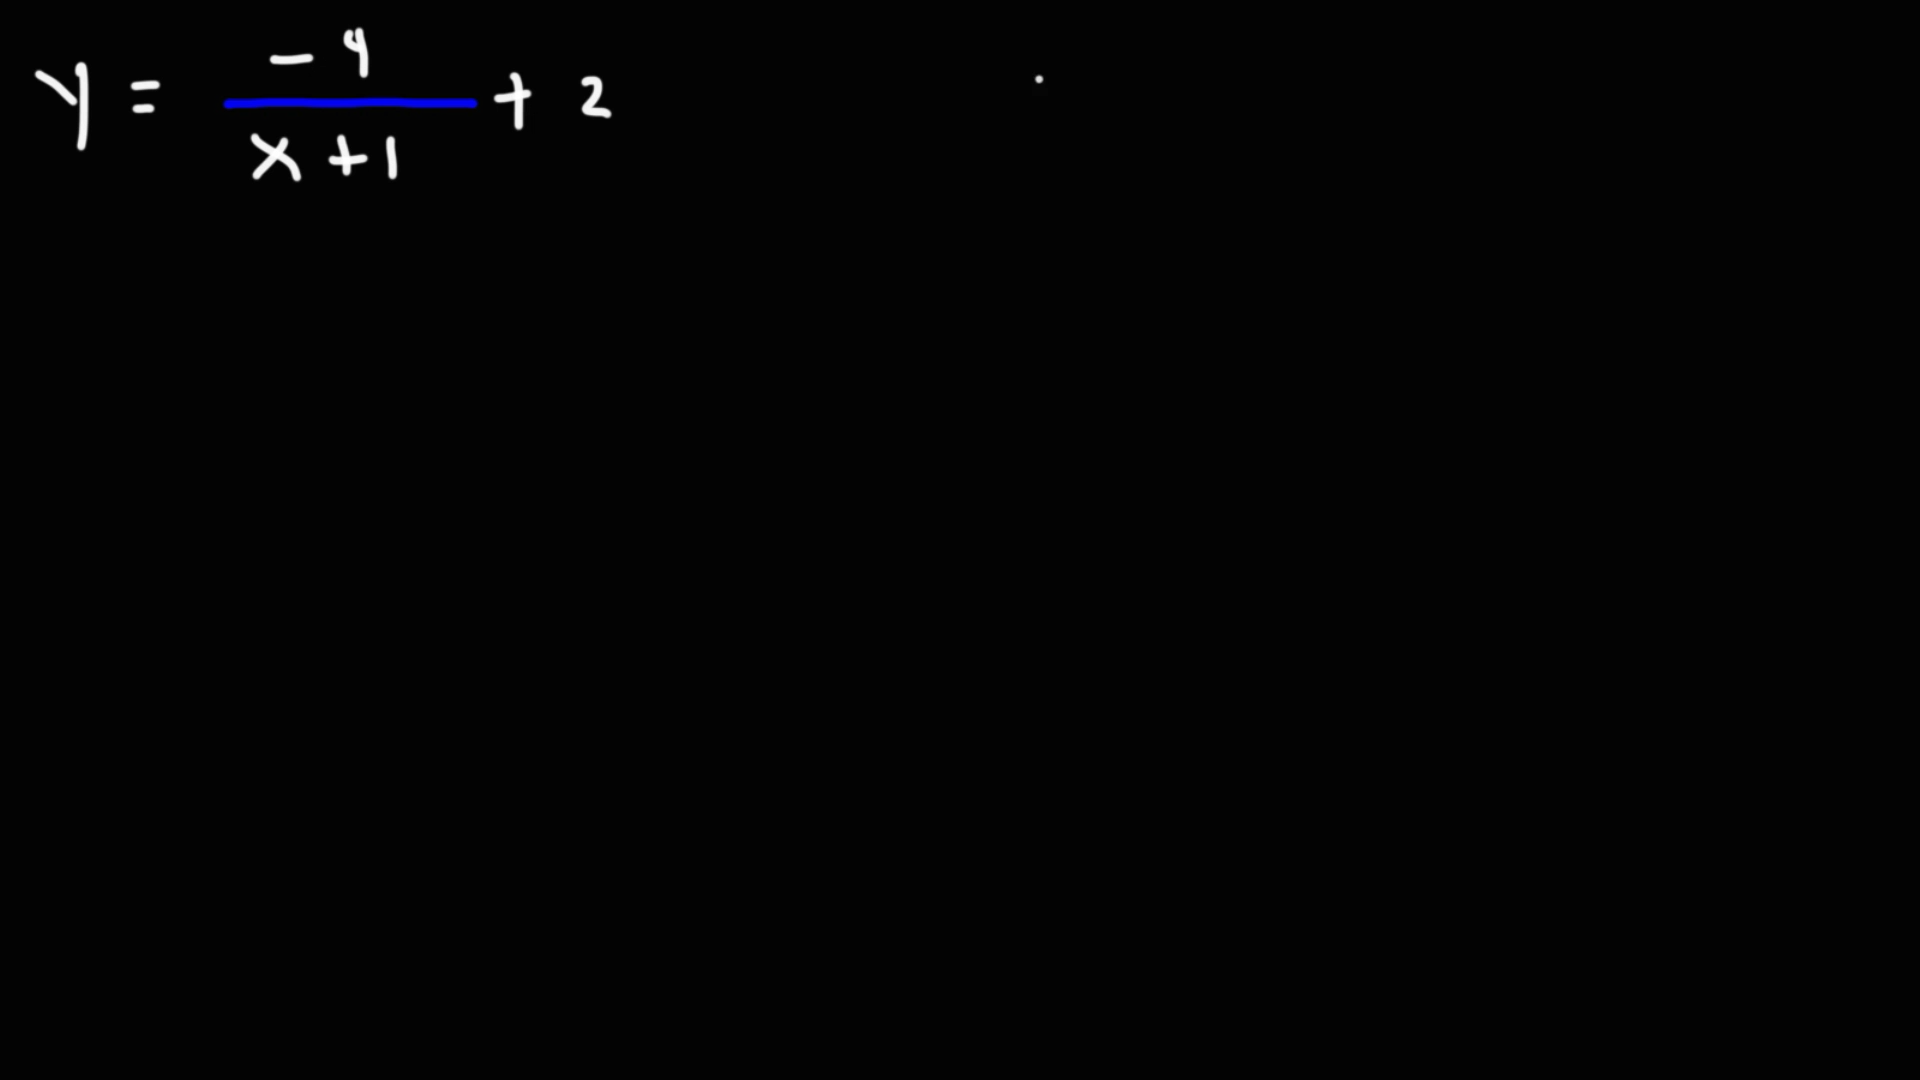 y = -4 / x + 1 + 2